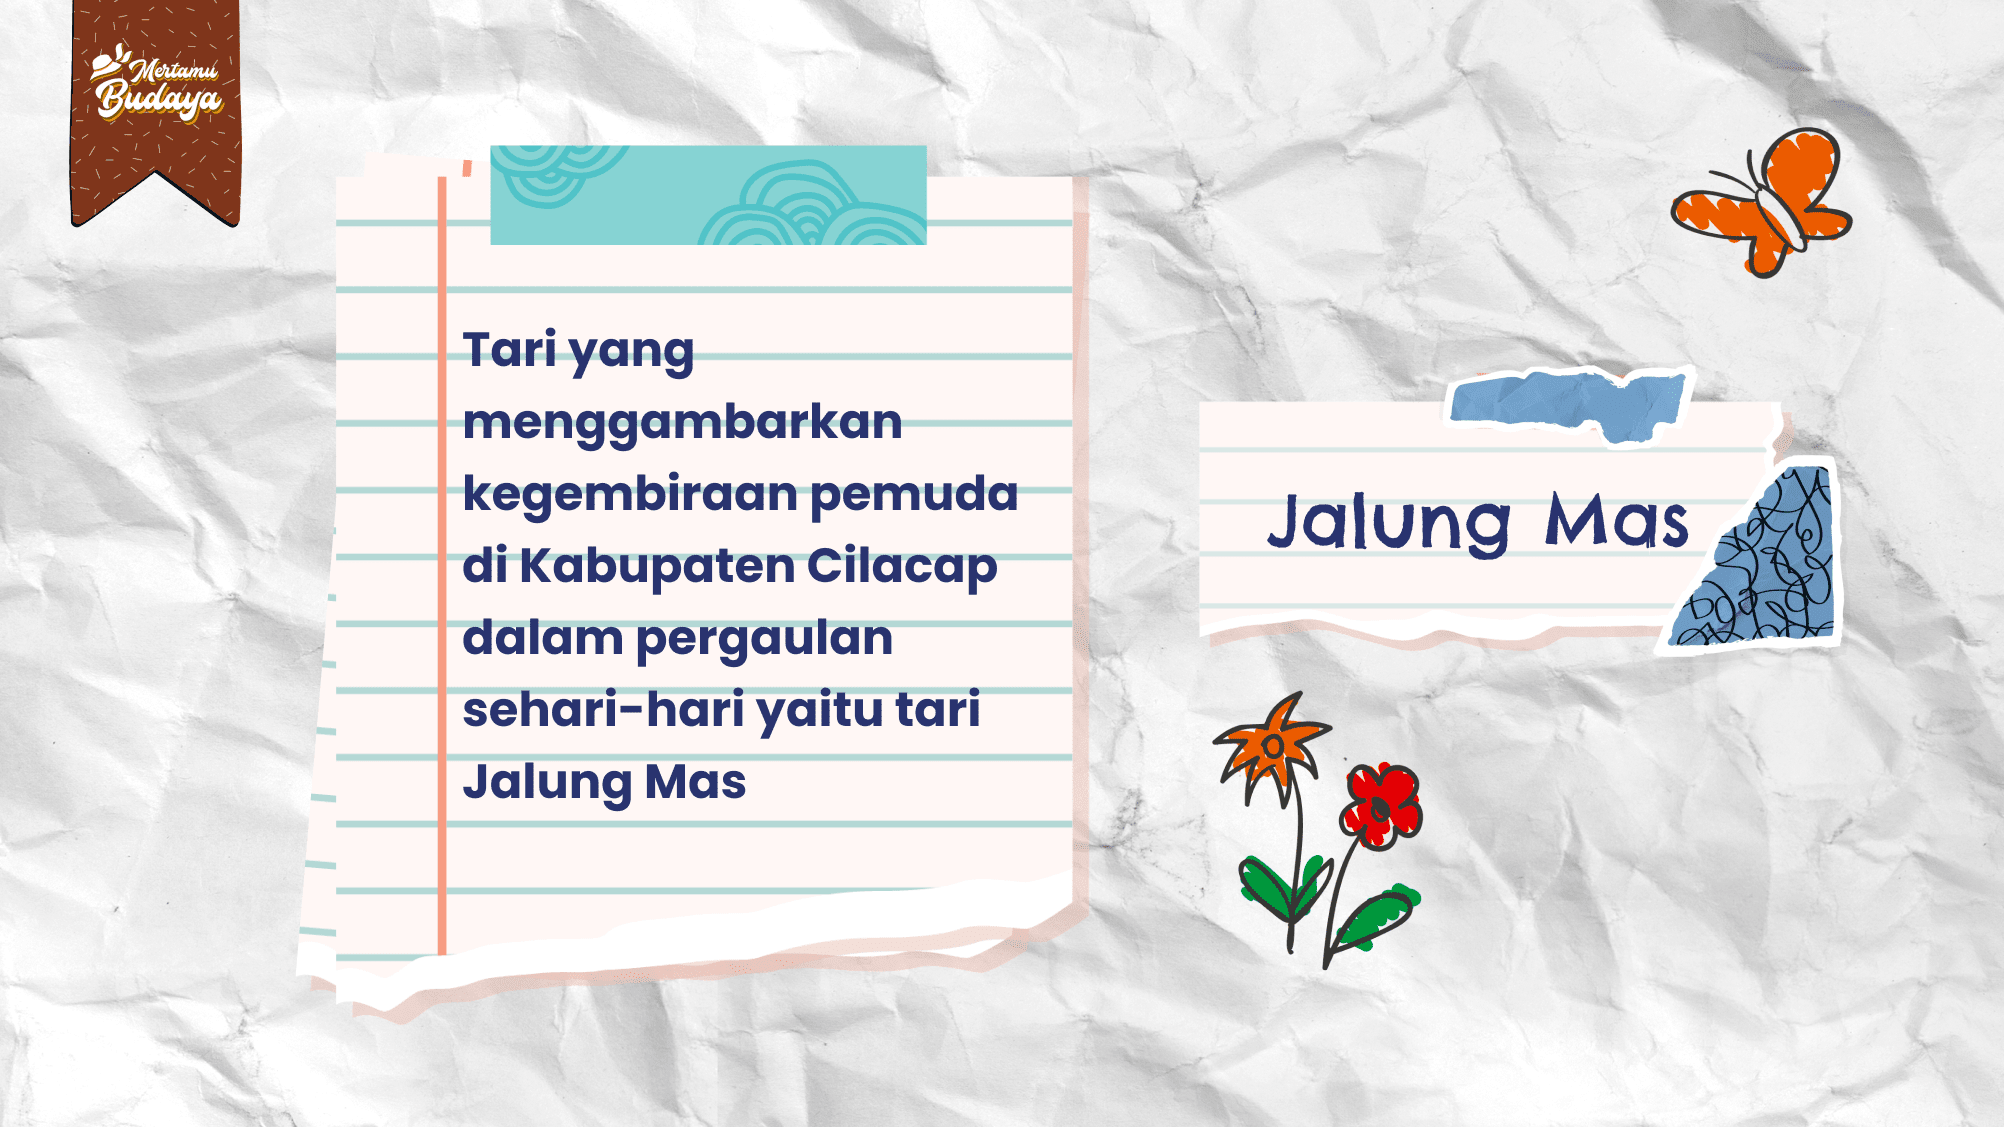 Mertamu
Budaya
Tari yang
menggambarkan
kegembiraan pemuda
di Kabupaten Cilacap
dalam pergaulan
sehari-hari yaitu tari
Jalung Mas
Jalung Mas